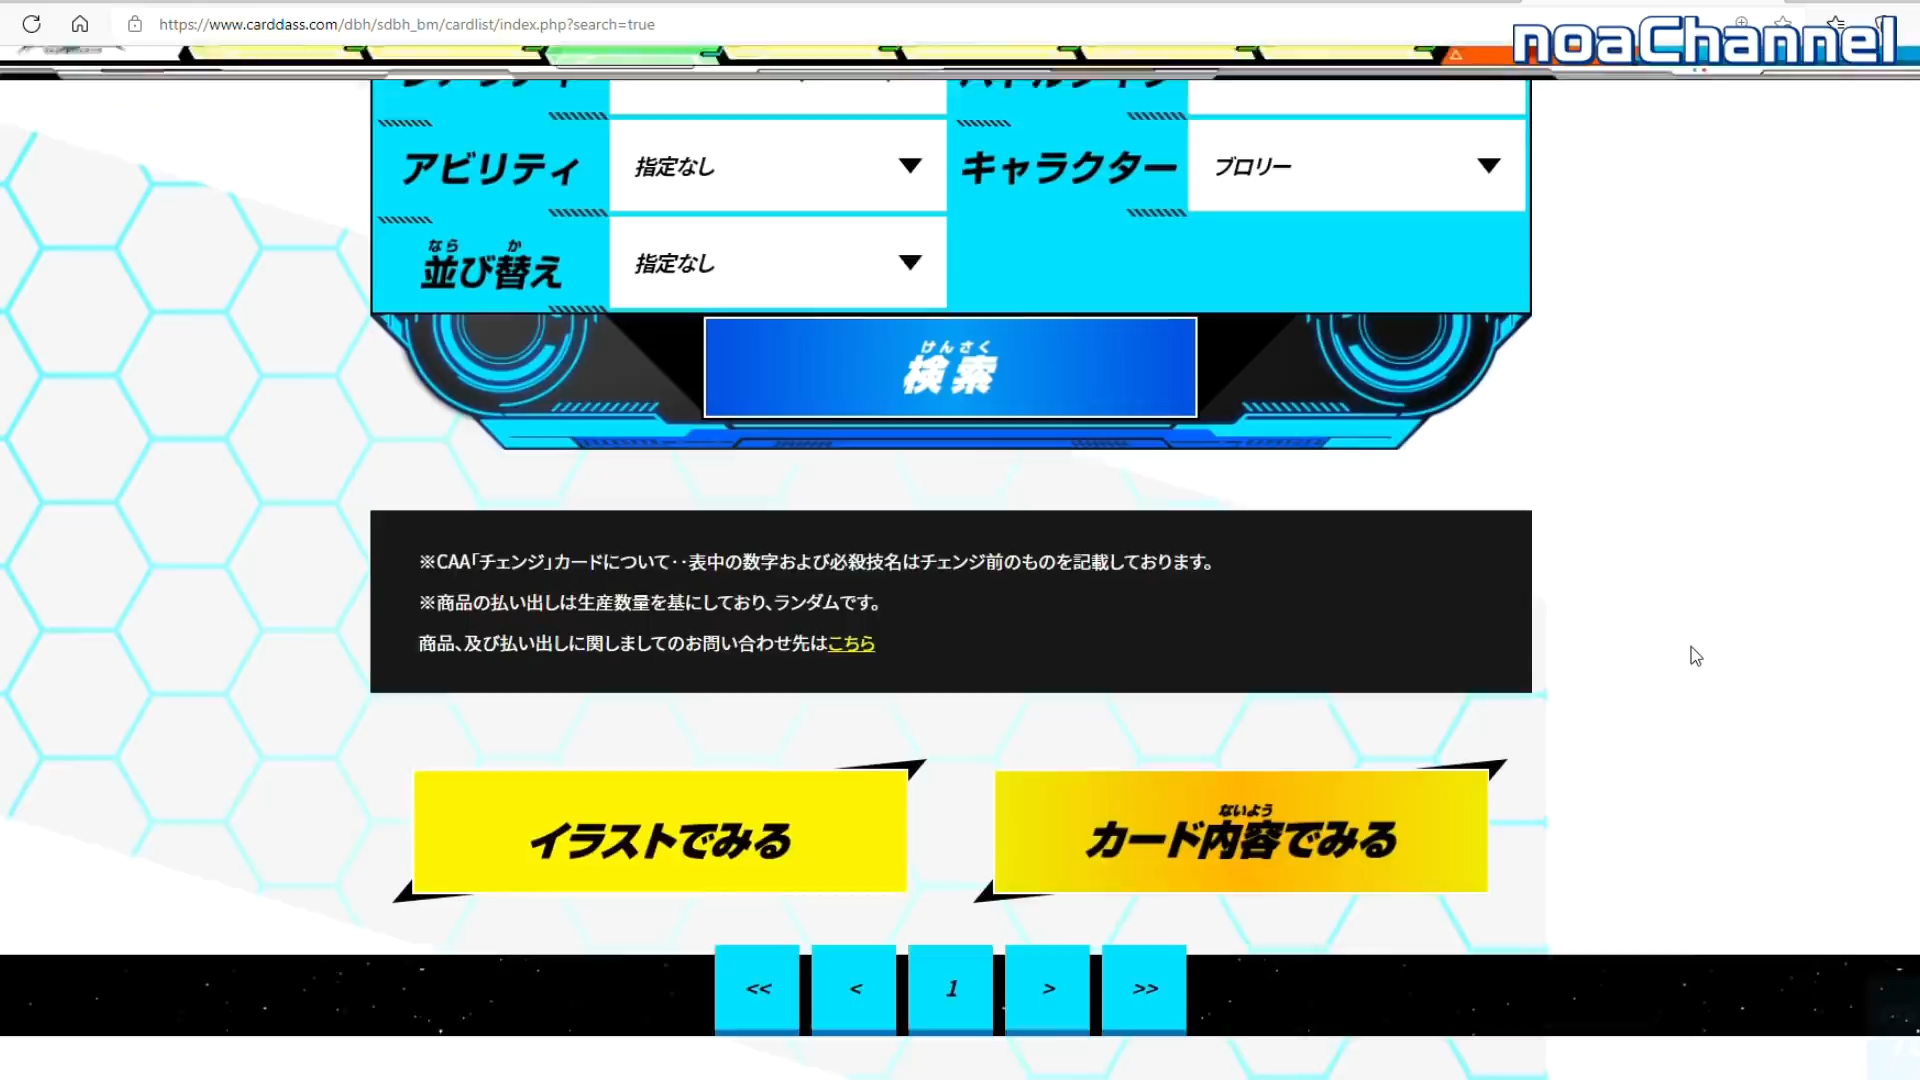 https://www.carddass.com/dbh/sdbh_bm/cardlist/index.php?search=true
noaChannel
アビリティ
指定なし
キャラクター
ブロリー
なら か
並び替え
指定なし
けんさく
検索
※CAA「チェンジ」カードについて‥表中の数字および必殺技名はチェンジ前のものを記載しております。
※商品の払い出しは生産数量を基にしており、ランダムです。
商品、及び払い出しに関しましてのお問い合わせ先はこちら
イラストでみる
ないよう
カード内容でみる
<< < 1 > >>